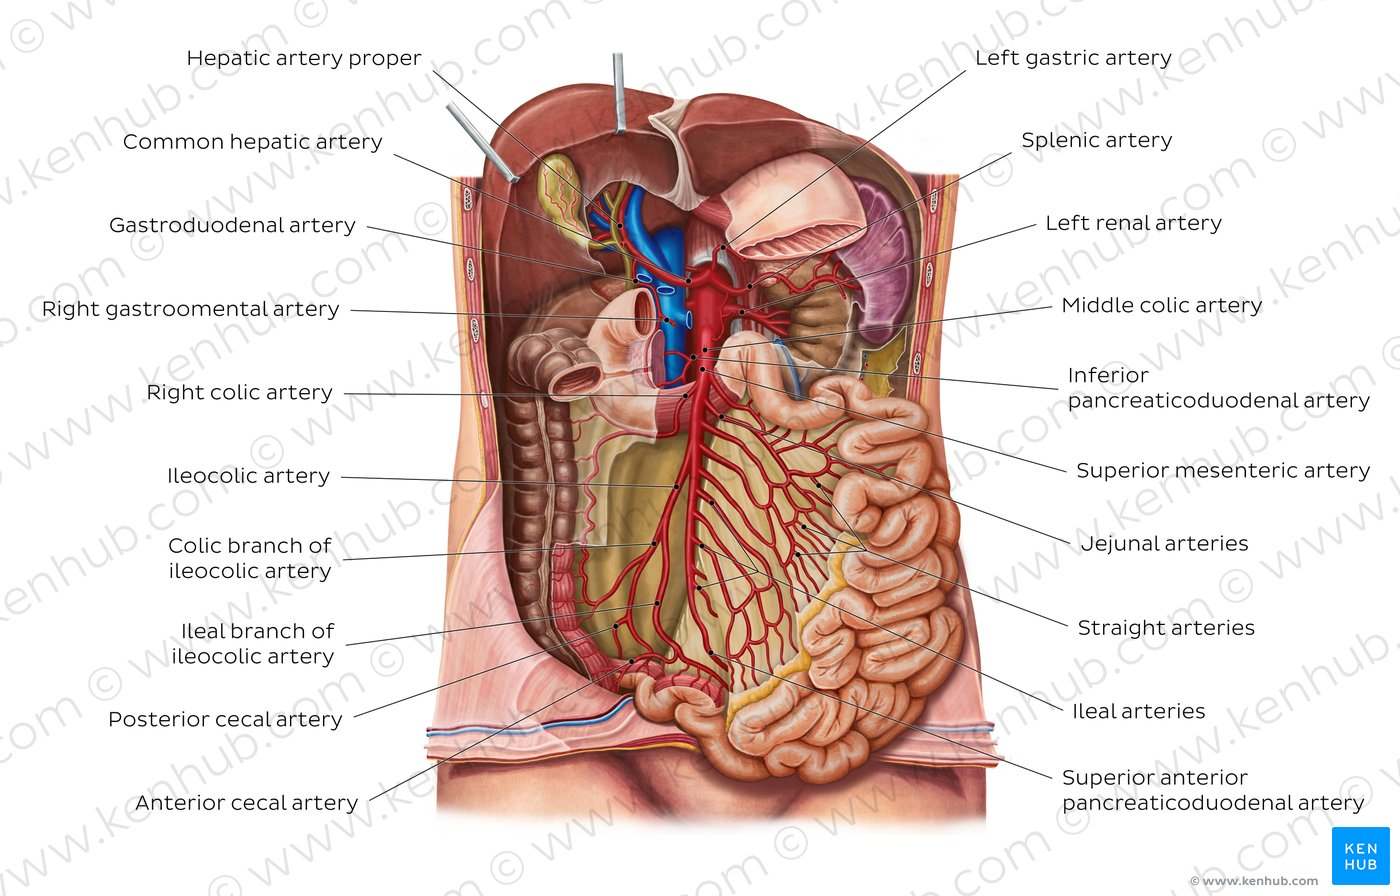 Hepatic artery proper
Common hepatic artery
Gastroduodenal artery
Right gastroomental artery
Right colic artery
Ileocolic artery
Colic branch of
ileocolic artery
Ileal branch of
ileocolic artery
Posterior cecal artery
Anterior cecal artery
Left gastric artery
Splenic artery
Left renal artery
Middle colic artery
Inferior
pancreaticoduodenal artery
Superior mesenteric artery
Jejunal arteries
Straight arteries
Ileal arteries
Superior anterior
pancreaticoduodenal artery
KEN
HUB
© www.kenhub.com